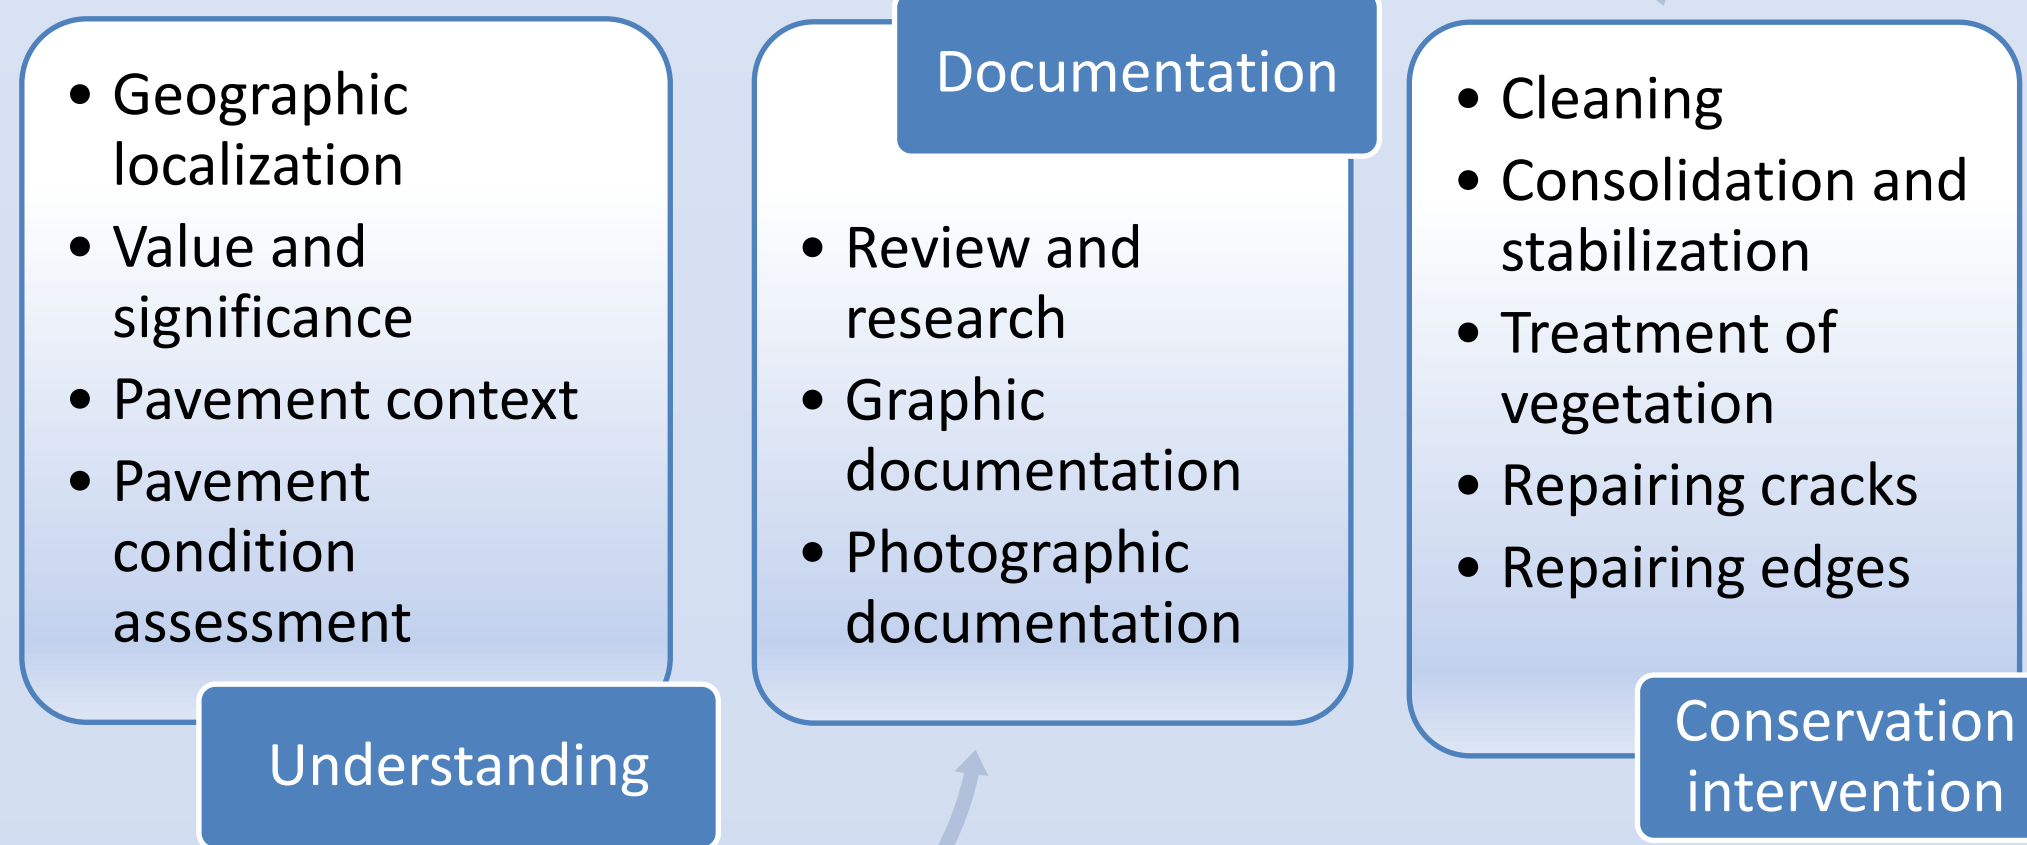 • Geographic
localization
• Value and
significance
• Pavement context
• Pavement
condition
assessment
Understanding
Documentation
• Review and
research
• Graphic
documentation
• Photographic
documentation
• Cleaning
• Consolidation and
stabilization
• Treatment of
vegetation
• Repairing cracks
• Repairing edges
Conservation
intervention